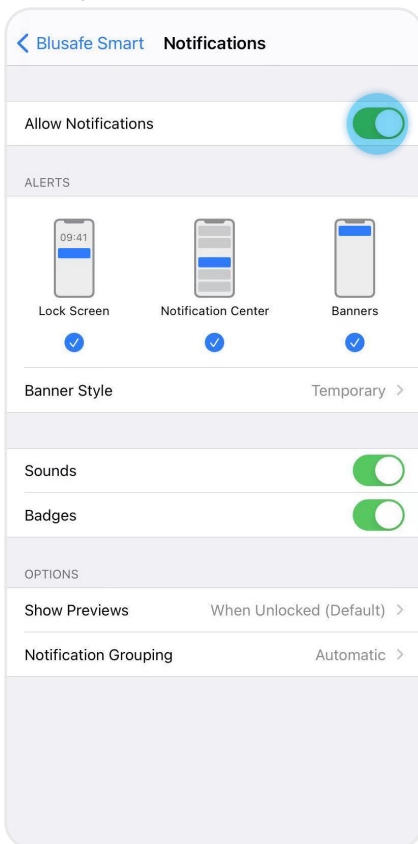 Blusafe Smart Notifications
Allow Notifications
ALERTS
09:41
Lock Screen Notification Center Banners
Banner Style Temporary
Sounds
Badges
OPTIONS
Show Previews When Unlocked (Default)
Notification Grouping Automatic